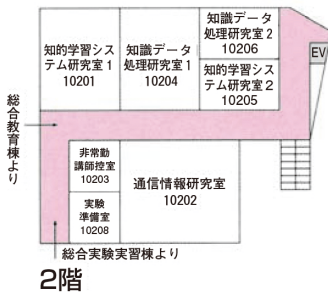 知的学習シス
テム研究室1
10201
知識データ
処理研究室1
10204
知識データ
処理研究室2
10206
知的学習シス
テム研究室2
10205
EV
総合教育棟より
非常勤
講師控室
10203
実験
準備室
10208
通信情報研究室
10202
総合実験実習棟より
2階